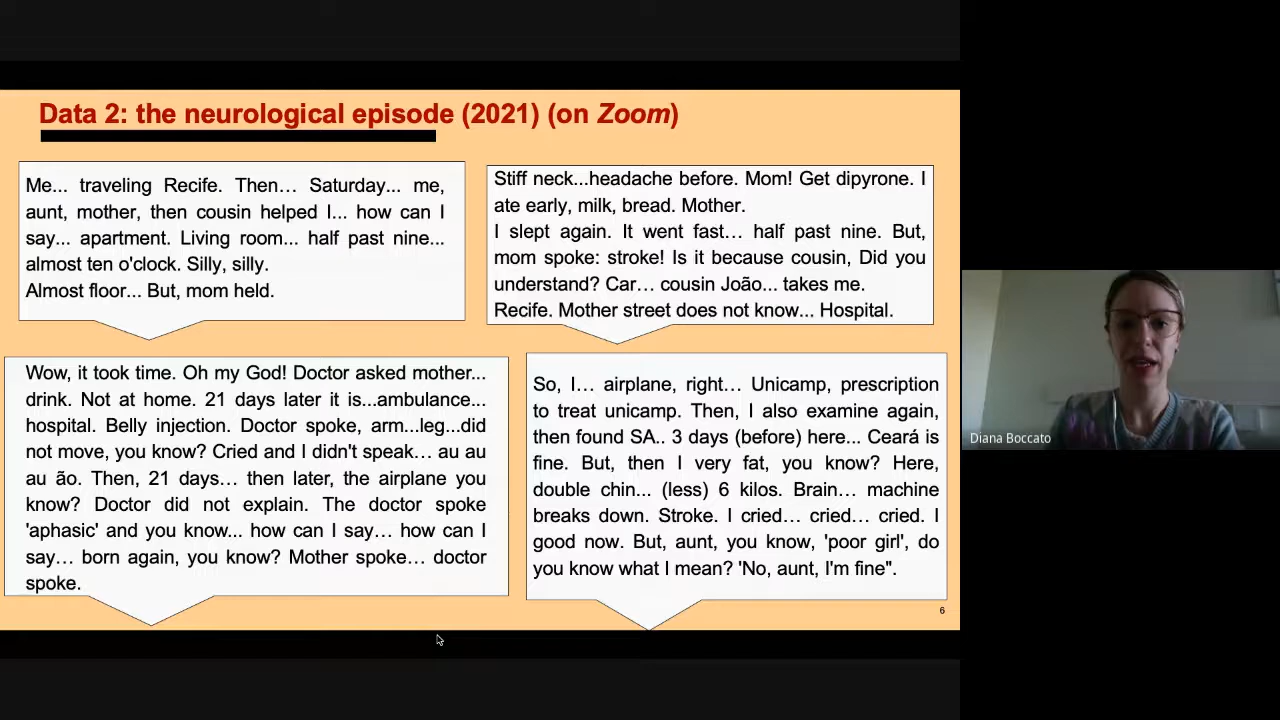 Data 2: the neurological episode (2021) (on Zoom)
Me... traveling Recife. Then… Saturday... me,
aunt, mother, then cousin helped I... how can I
say... apartment. Living room... half past nine...
almost ten o'clock. Silly, silly.
Almost floor... But, mom held.
Stiff neck...headache before. Mom! Get dipyrone. I
ate early, milk, bread. Mother.
I slept again. It went fast… half past nine. But,
mom spoke: stroke! Is it because cousin, Did you
understand? Car… cousin João... takes me.
Recife. Mother street does not know... Hospital.
Wow, it took time. Oh my God! Doctor asked mother...
drink. Not at home. 21 days later it is...ambulance...
hospital. Belly injection. Doctor spoke, arm...leg...did
not move, you know? Cried and I didn't speak… au au
au ão. Then, 21 days… then later, the airplane you
know? Doctor did not explain. The doctor spoke
'aphasic' and you know... how can I say… how can I
say… born again, you know? Mother spoke… doctor
spoke.
So, I… airplane, right… Unicamp, prescription
to treat unicamp. Then, I also examine again,
then found SA.. 3 days (before) here... Ceará is
fine. But, then I very fat, you know? Here,
double chin... (less) 6 kilos. Brain… machine
breaks down. Stroke. I cried… cried… cried. I
good now. But, aunt, you know, 'poor girl', do
you know what I mean? 'No, aunt, I'm fine".
6
Diana Boccato